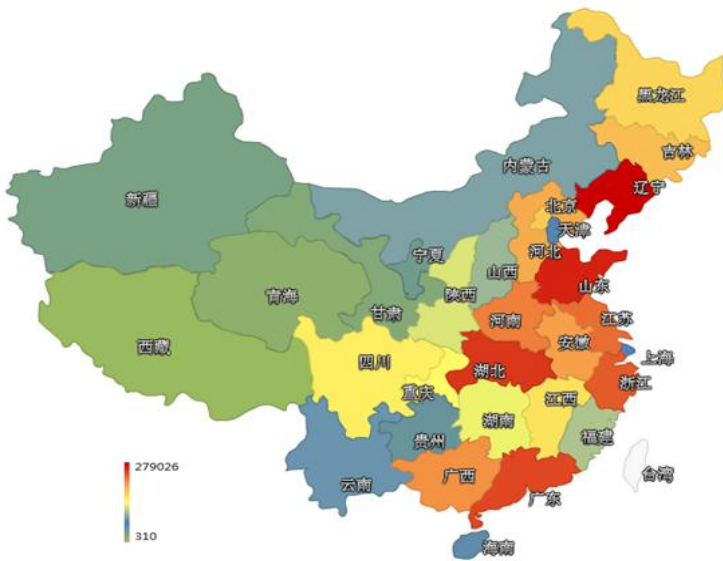 黑龙江
吉林
内蒙古
辽宁
新疆
北京
天津
宁夏
河北
山西
山东
青海
陕西
甘肃
河南
江苏
西藏
安徽
四川
上海
湖北
浙江
重庆
江西
湖南
福建
贵州
广西
台湾
云南
广东
海南
279026
310